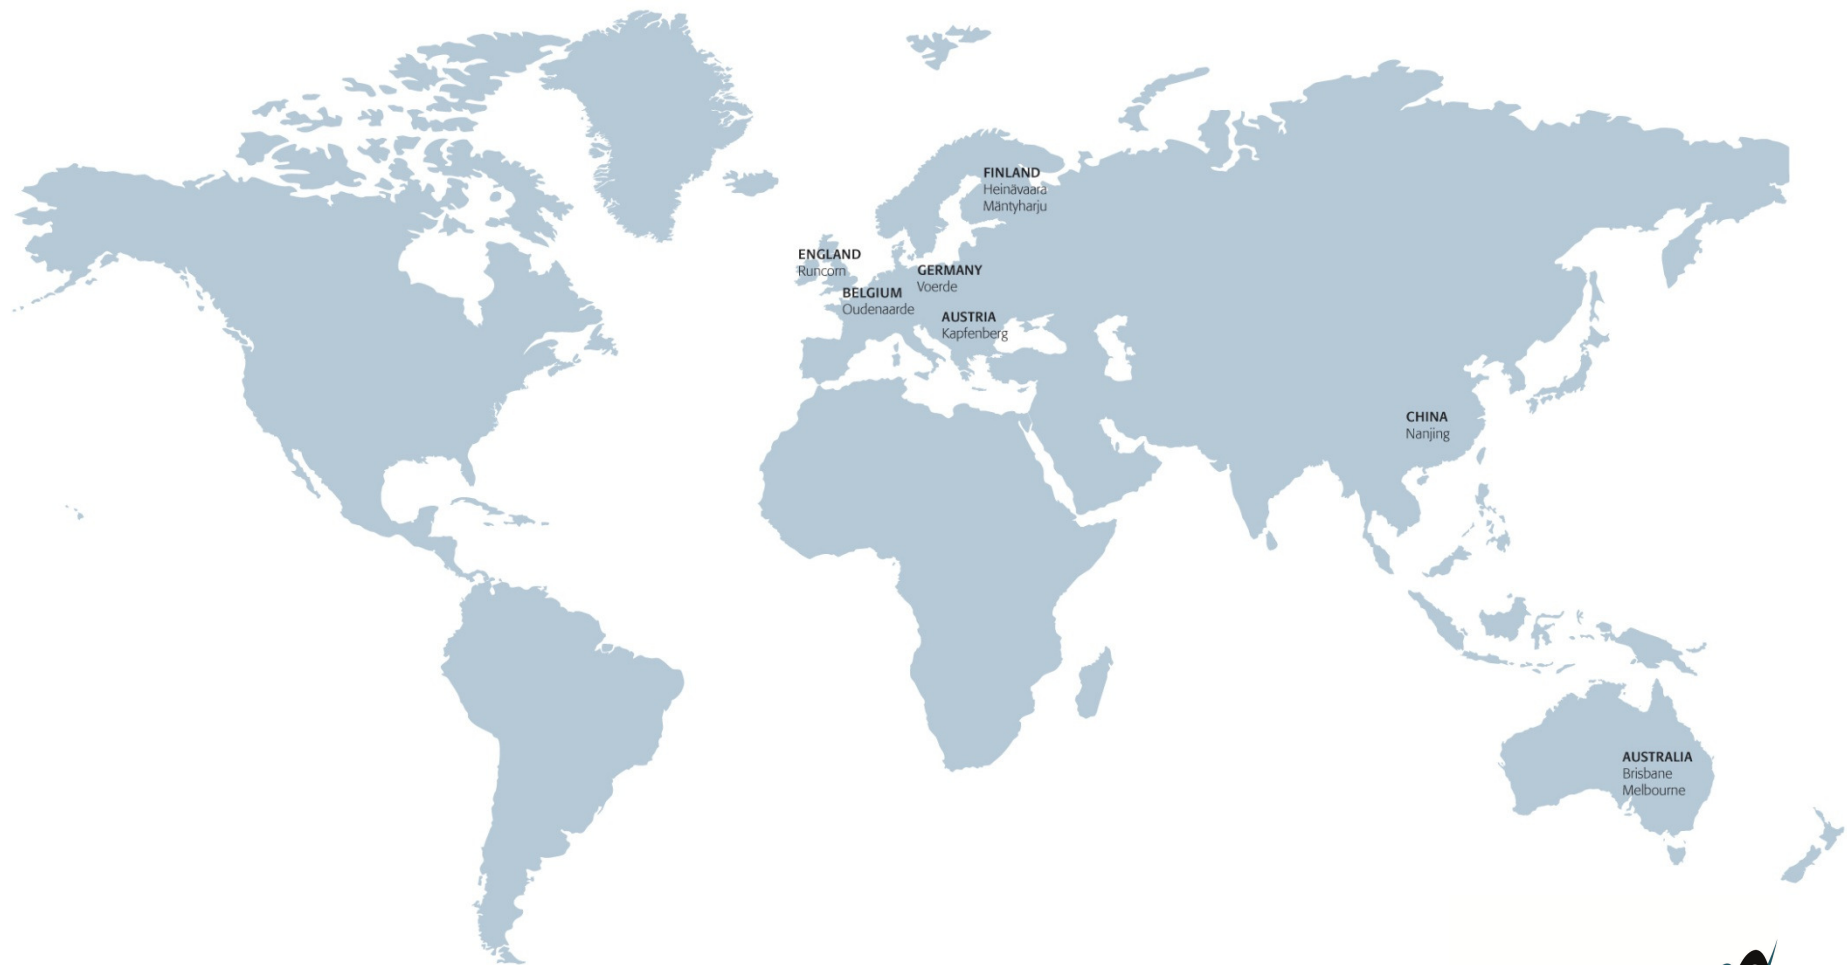 FINLAND
Heinävaara
Mäntyharju
ENGLAND
Runcorn
GERMANY
Voerde
BELGIUM
Oudenaarde
AUSTRIA
Kapfenberg
CHINA
Nanjing
AUSTRALIA
Brisbane
Melbourne